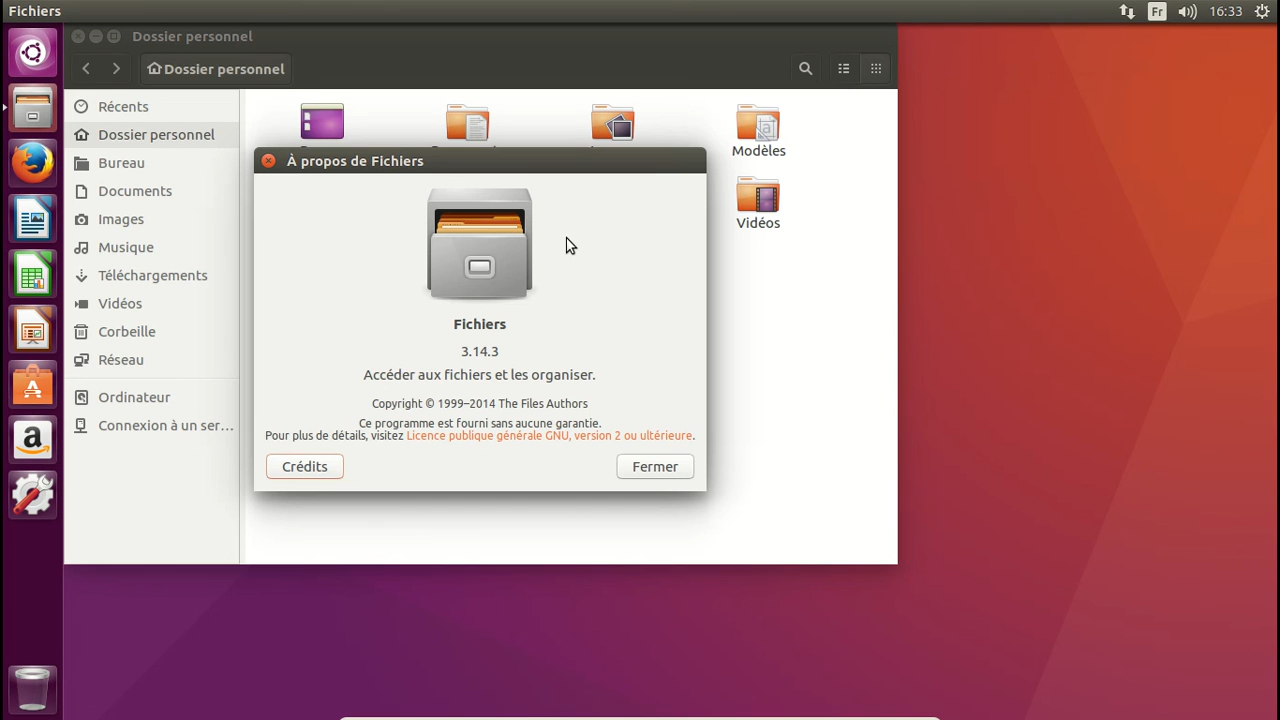 Fichiers
Fr
16:33
Dossier personnel
Dossier personnel
Récents
Dossier personnel
Bureau
Documents
Images
Musique
Téléchargements
Vidéos
Corbeille
Réseau
Ordinateur
Connexion à un ser…
Modèles
Vidéos
À propos de Fichiers
Fichiers
3.14.3
Accéder aux fichiers et les organiser.
Copyright © 1999–2014 The Files Authors
Ce programme est fourni sans aucune garantie.
Pour plus de détails, visitez Licence publique générale GNU, version 2 ou ultérieure.
Crédits
Fermer